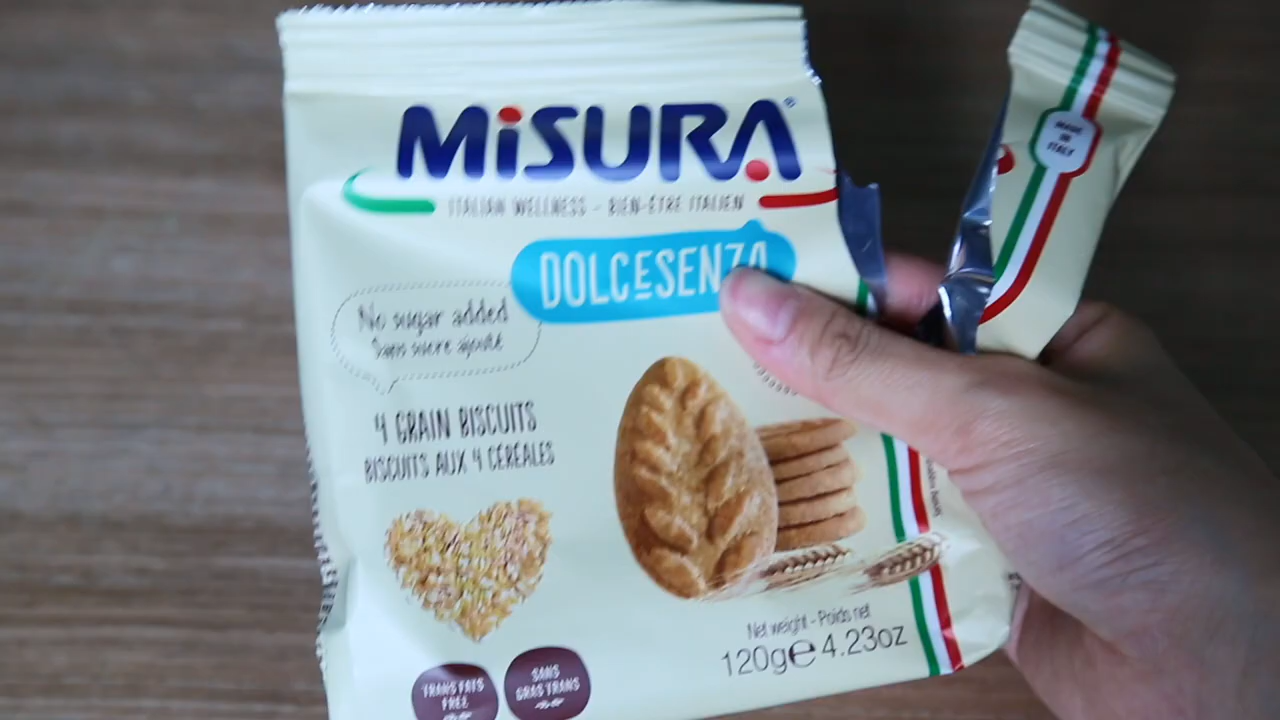 MiSURA®
MADE
IN
ITALY
ITALIAN WELLNESS - BIEN-ÊTRE ITALIEN
DOLCESENZA
No sugar added
Sans sucre ajouté
4 GRAIN BISCUITS
BISCUITS AUX 4 CÉRÉALES
Net weight - Poids net
120g℮ 4.23oz
TRANS FATS
FREE
SANS
GRAS TRANS